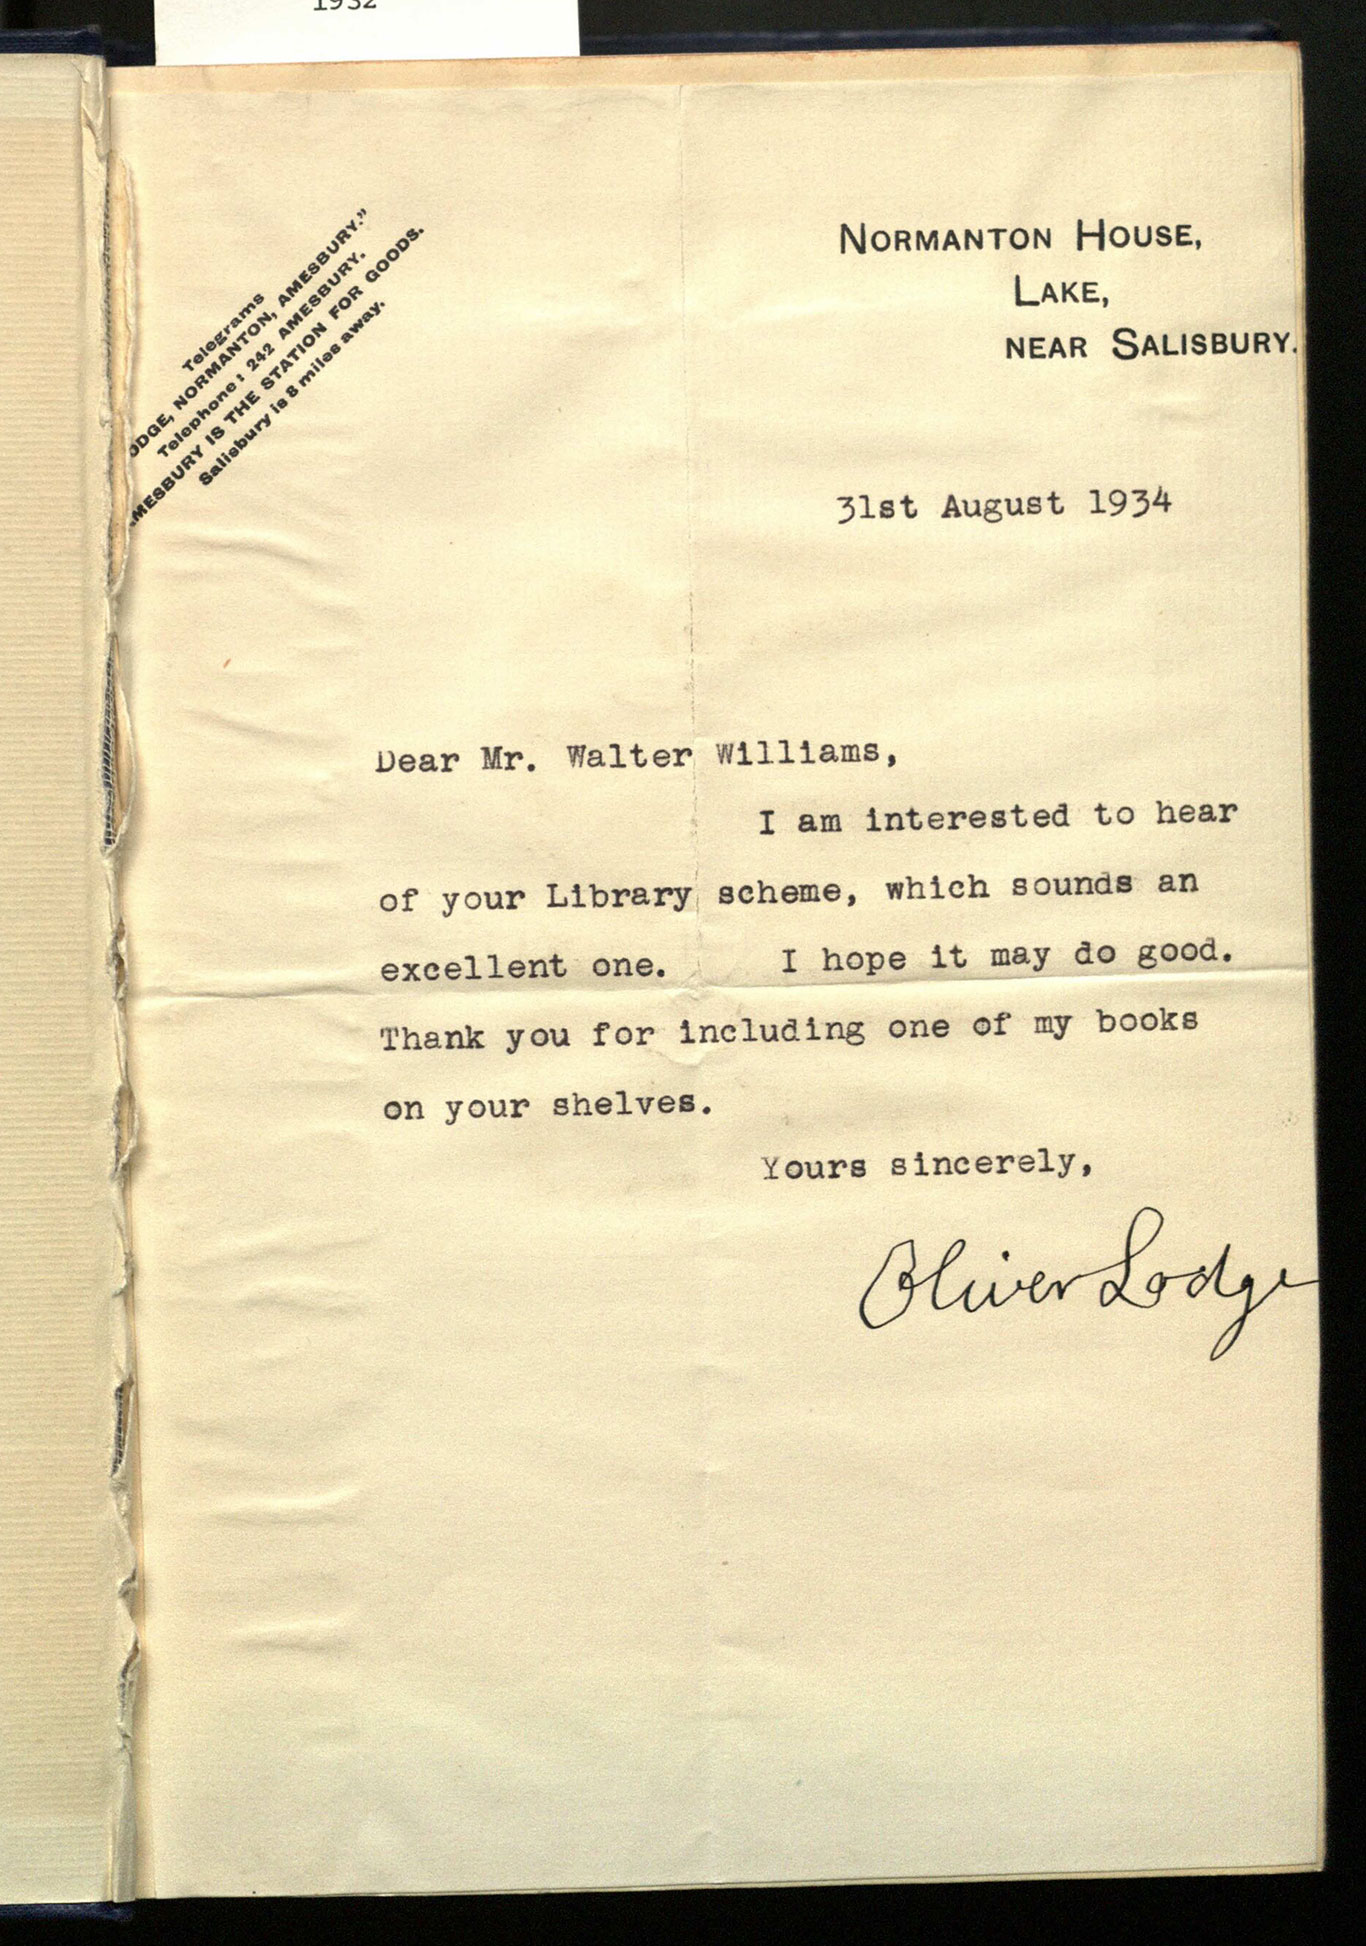 1932
Telegrams
ODGE, NORMANTON, AMESBURY."
Telephone: 242 AMESBURY.
AMESBURY IS THE STATION FOR GOODS.
Salisbury is 8 miles away.
NORMANTON HOUSE,
LAKE,
NEAR SALISBURY.
31st August 1934
Dear Mr. Walter Williams,
I am interested to hear
of your Library scheme, which sounds an
excellent one. I hope it may do good.
Thank you for including one of my books
on your shelves.
Yours sincerely,
Oliver Lodge